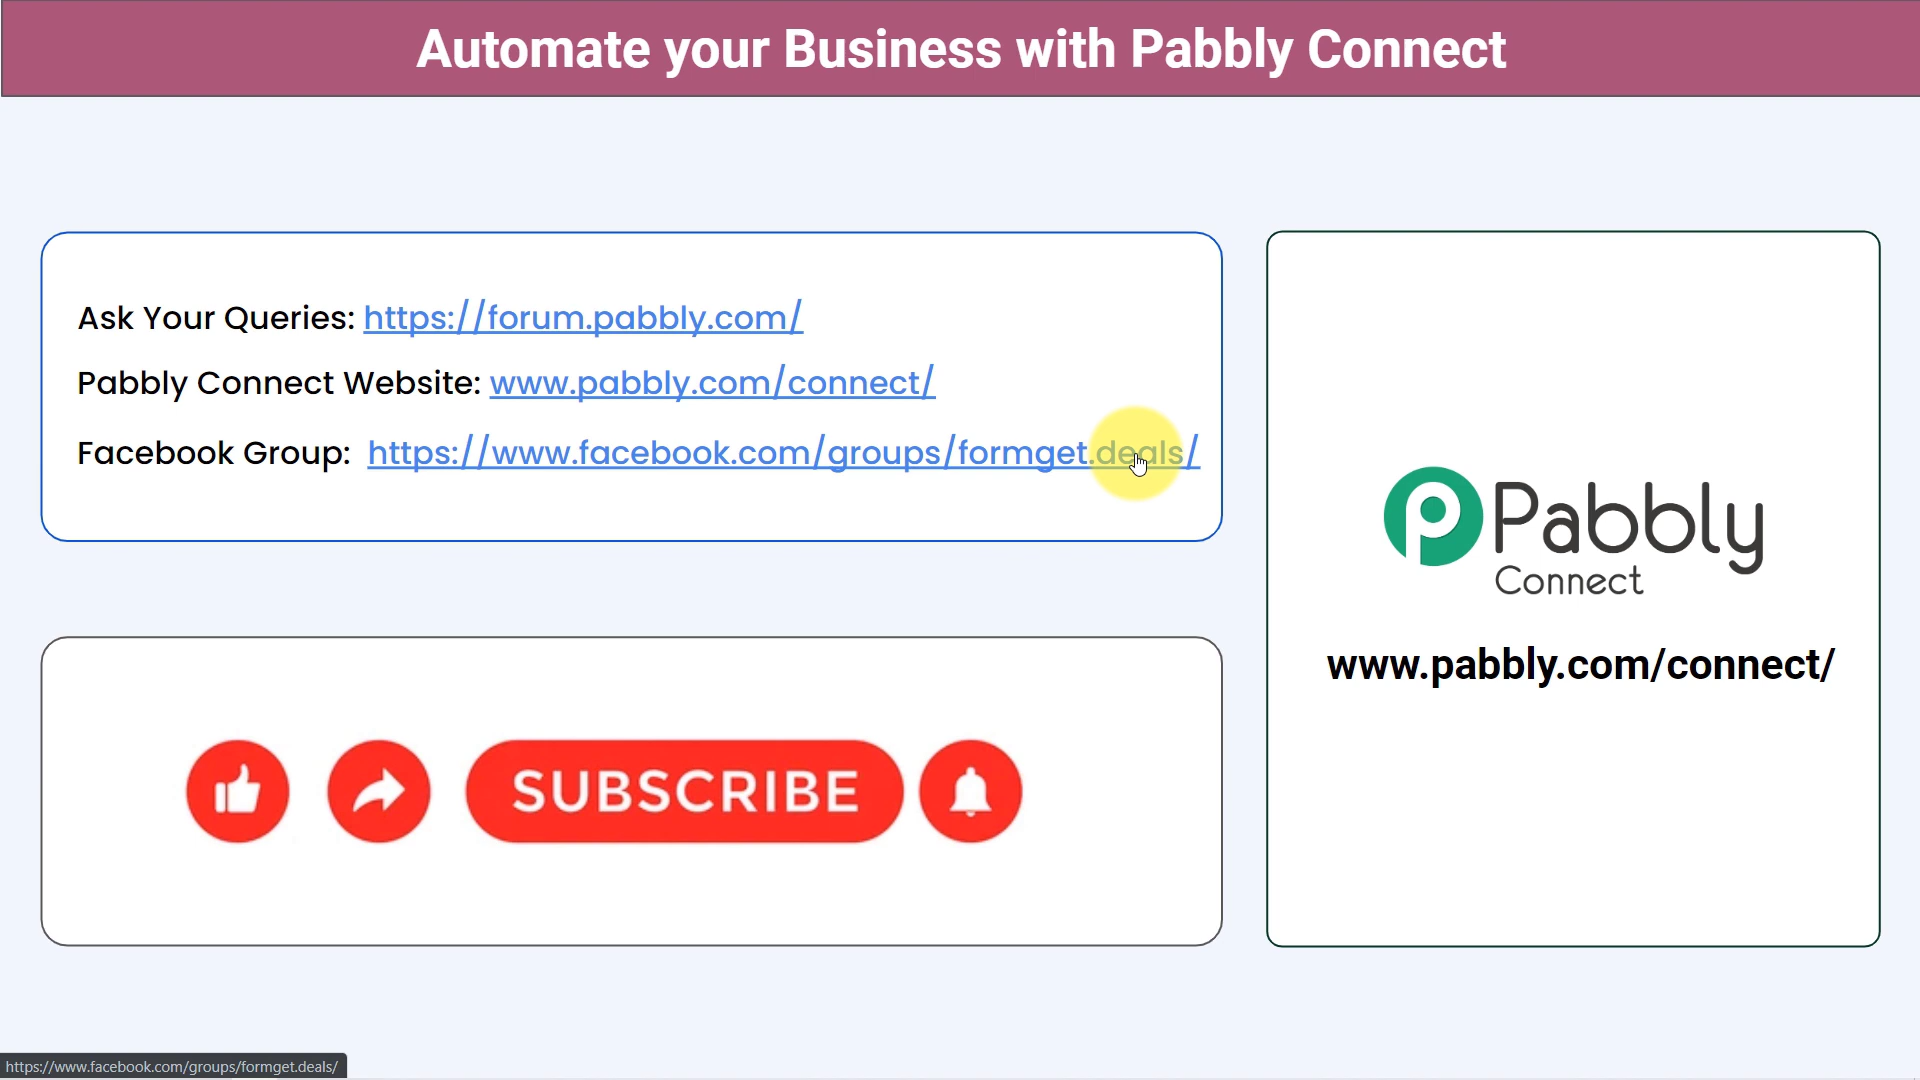 Automate your Business with Pabbly Connect
Ask Your Queries: https://forum.pabbly.com/
Pabbly Connect Website: www.pabbly.com/connect/
Facebook Group: https://www.facebook.com/groups/formget.deals/
Pabbly
Connect
www.pabbly.com/connect/
SUBSCRIBE
https://www.facebook.com/groups/formget.deals/